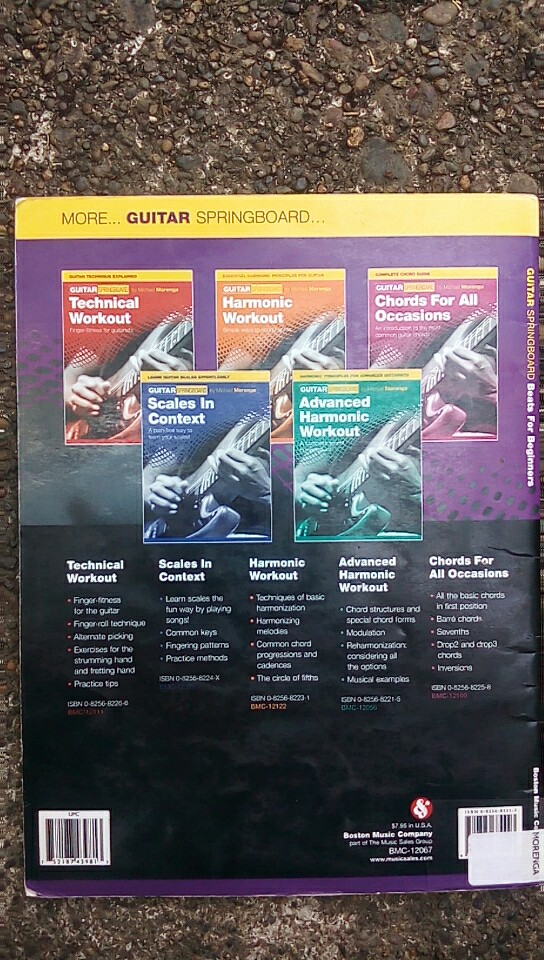 MORE... GUITAR SPRINGBOARD...
GUITAR TECHNIQUE EXPLAINED
GUITAR SPRINGBOARD by Michael Morenga
Technical
Workout
Finger-fitness for guitarists
ESSENTIAL HARMONIC PRINCIPLES FOR GUITAR
GUITAR SPRINGBOARD by Michael Morenga
Harmonic
Workout
COMPLETE CHORD GUIDE
GUITAR SPRINGBOARD by Michael Morenga
Chords For All
Occasions
An introduction to the most
common guitar chords
LEARN GUITAR SCALES EFFORTLESSLY
GUITAR SPRINGBOARD by Michael Morenga
Scales In
Context
A pain-free way to
learn your scales!
HARMONIC PRINCIPLES FOR ADVANCED GUITARISTS
GUITAR SPRINGBOARD by Michael Morenga
Advanced
Harmonic
Workout
GUITAR SPRINGBOARD Beats For Beginners
Technical
Workout
• Finger-fitness
for the guitar
• Finger-roll technique
• Alternate picking
• Exercises for the
strumming hand
and fretting hand
• Practice tips
ISBN 0-8256-8226-6
Scales In
Context
• Learn scales the
fun way by playing
songs!
• Common keys
• Fingering patterns
• Practice methods
ISBN 0-8256-8224-X
Harmonic
Workout
• Techniques of basic
harmonization
• Harmonizing
melodies
• Common chord
progressions and
cadences
• The circle of fifths
ISBN 0-8256-8223-1
BMC-12122
Advanced
Harmonic
Workout
• Chord structures and
special chord forms
• Modulation
• Reharmonization:
considering all
the options
• Musical examples
ISBN 0-8256-8221-5
BMC-12056
Chords For
All Occasions
• All the basic chords
in first position
• Barré chords
• Sevenths
• Drop2 and drop3
chords
• Inversions
ISBN 0-8256-8225-8
UPC
$7.95 in U.S.A.
Boston Music Company
part of The Music Sales Group
BMC-12067
www.musicsales.com
Boston Music C
MORENGA